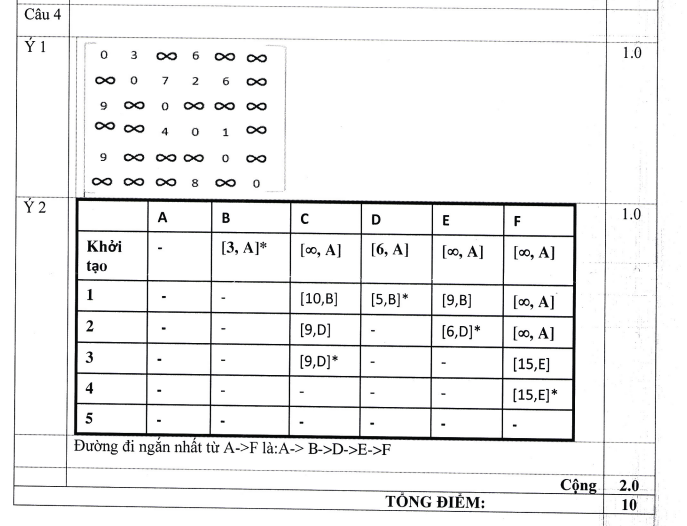 Câu 4
Ý 1 1.0
0 3 ∞ 6 ∞ ∞
∞ 0 7 2 6 ∞
9 ∞ 0 ∞ ∞ ∞
∞ ∞ 4 0 1 ∞
9 ∞ ∞ ∞ 0 ∞
∞ ∞ ∞ 8 ∞ 0
Ý 2 1.0
A B C D E F
Khởi tạo - [3, A]* [∞, A] [6, A] [∞, A] [∞, A]
1 - - [10,B] [5,B]* [9,B] [∞, A]
2 - - [9,D] - [6,D]* [∞, A]
3 - - [9,D]* - - [15,E]
4 - - - - - [15,E]*
5 - - - - - -
Đường đi ngắn nhất từ A->F là:A-> B->D->E->F
Cộng 2.0
TỔNG ĐIỂM: 10